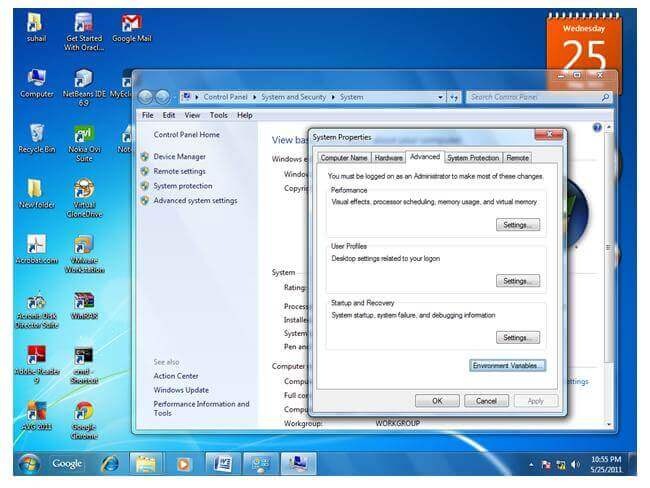 suhail
Get Started
With Oracl...
Google Mail
Wednesday
25
Computer
NetBeans IDE
6.9
MyEcl
Control Panel
System and Security
System
Search Control Panel
File Edit View Tools Help
Recycle Bin
Nokia Ovi
Suite
Not
Control Panel Home
Device Manager
Remote settings
System protection
Advanced system settings
New folder
Virtual
CloneDrive
Acrobat.com
VMware
Workstation
Acronis Disk
Director Suite
WinRAR
Adobe Reader
9
cmd -
Shortcut
AVG 2011
Google
Chrome
See also
Action Center
Windows Update
Performance Information and
Tools
View bas
Windows e
Windo
Copyri
System
Rating:
Proces
Installe
System
Pen an
Computer
Compu
Full co
Compu
Workgroup:
WORKGROUP
ettings
System Properties
Computer Name
Hardware
Advanced
System Protection
Remote
You must be logged on as an Administrator to make most of these changes.
Performance
Visual effects, processor scheduling, memory usage, and virtual memory
Settings...
User Profiles
Desktop settings related to your logon
Settings...
Startup and Recovery
System startup, system failure, and debugging information
Settings...
Environment Variables...
OK
Cancel
Apply
Google
10:55 PM
5/25/2011